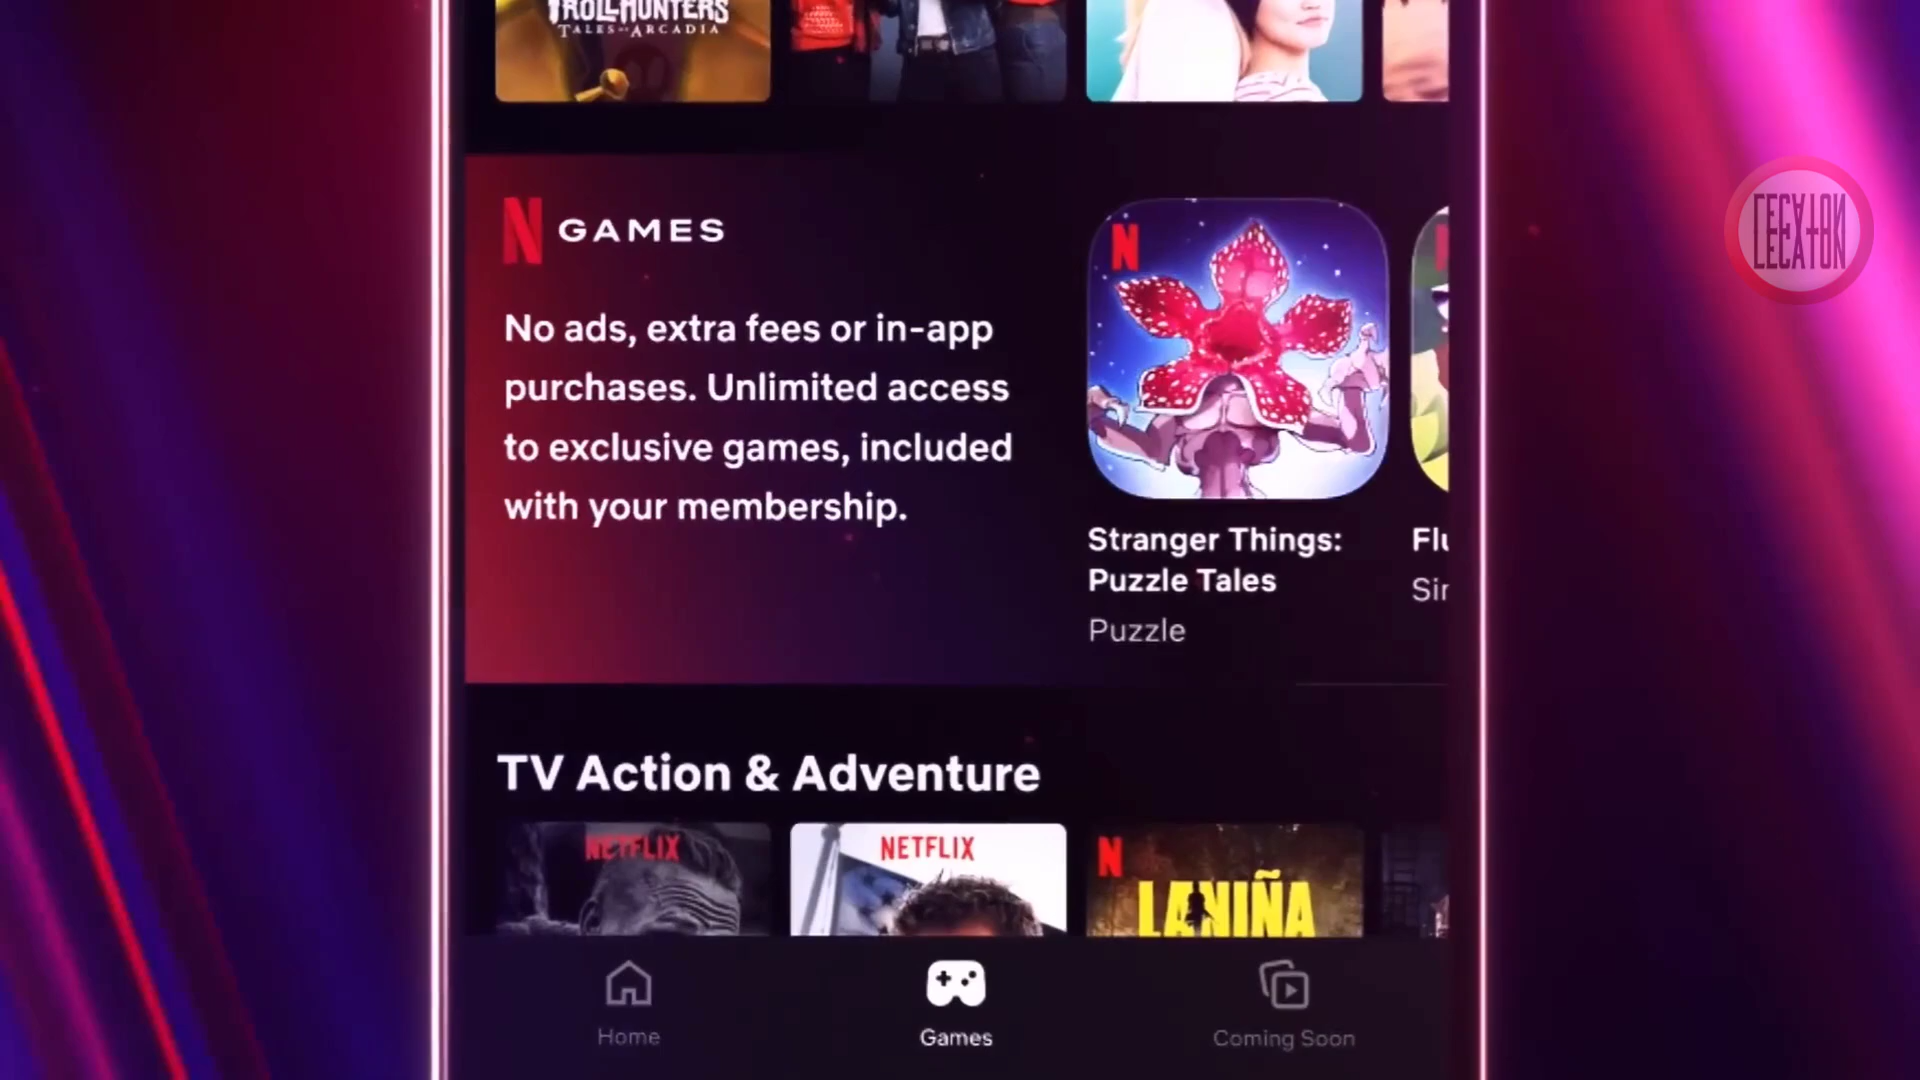 TROLLHUNTERS
TALES OF ARCADIA
N GAMES
No ads, extra fees or in-app
purchases. Unlimited access
to exclusive games, included
with your membership.
N
Stranger Things:
Puzzle Tales
Puzzle
TV Action & Adventure
NETFLIX
NETFLIX
N
LA NIÑA
Home
Games
Coming Soon